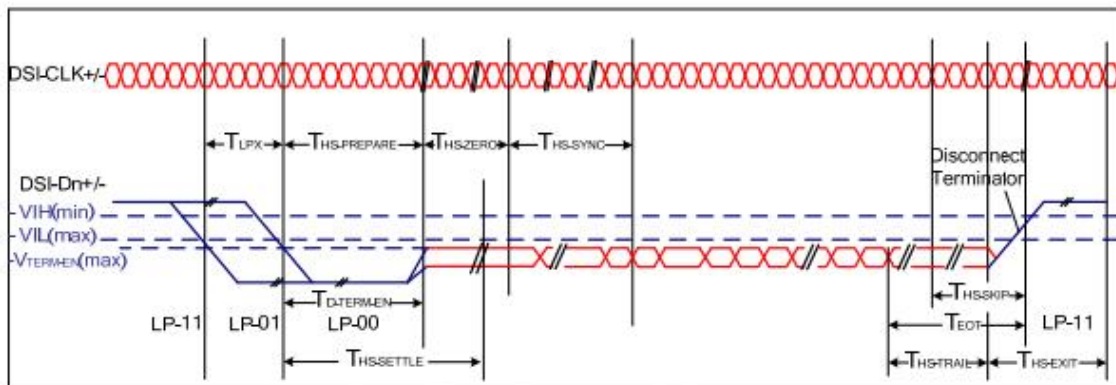 DSI-CLK+/-
TLPX
THS-PREPARE
THS-ZERO
THS-SYNC
DSI-Dn+/-
Disconnect
Terminator
VIH(min)
VIL(max)
VTERM-EN(max)
TD-TERM-EN
THS-SKIP
LP-11
LP-01
LP-00
TEOT
LP-11
THS-SETTLE
THS-TRAIL
THS-EXIT